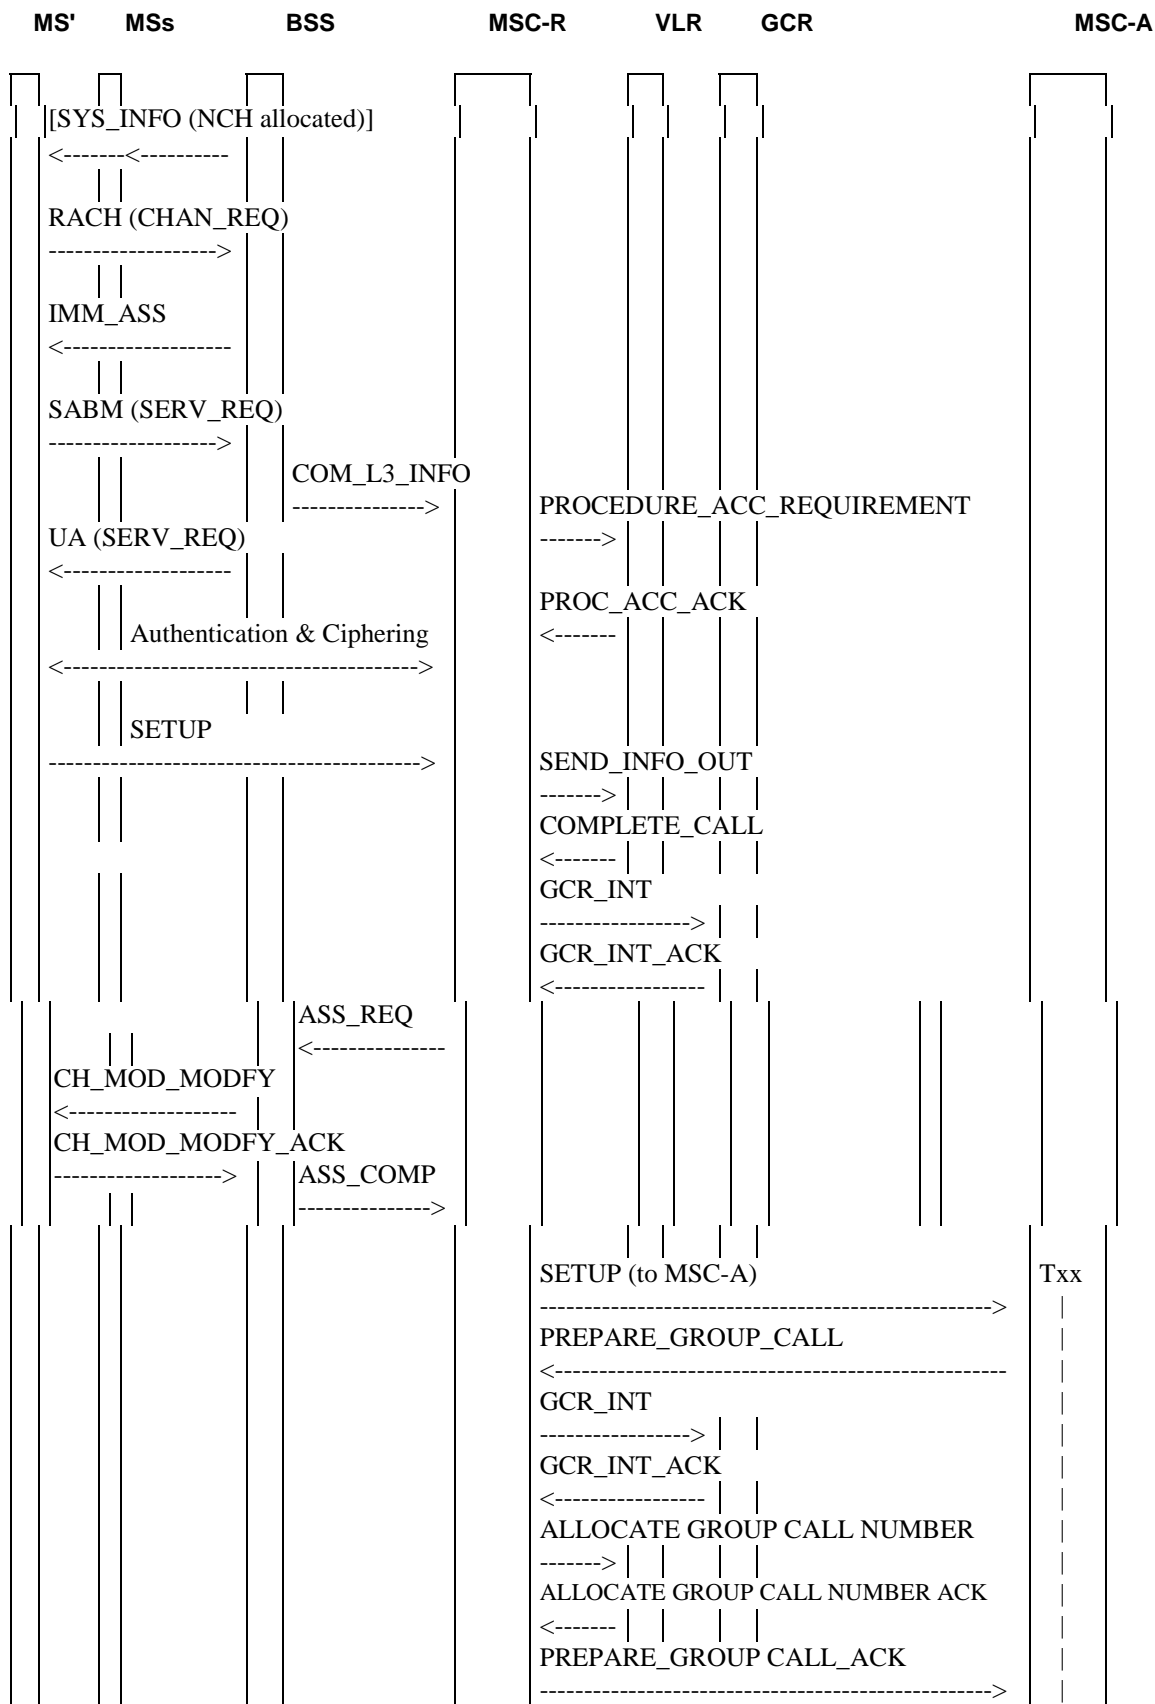 MS' MSs BSS MSC-R VLR GCR MSC-A
[SYS_INFO (NCH allocated)]
<-------<----------
RACH (CHAN_REQ)
------------------->
IMM_ASS
<-------------------
SABM (SERV_REQ)
------------------->
COM_L3_INFO
---------------> PROCEDURE_ACC_REQUIREMENT
UA (SERV_REQ) ------->
<-------------------
PROC_ACC_ACK
Authentication & Ciphering <-------
<---------------------------------------->
SETUP
------------------------------------------> SEND_INFO_OUT
------->
COMPLETE_CALL
<-------
GCR_INT
----------------->
GCR_INT_ACK
<-----------------
ASS_REQ
<---------------
CH_MOD_MODFY
<-------------------
CH_MOD_MODFY_ACK
-------------------> ASS_COMP
--------------->
SETUP (to MSC-A) Txx
--------------------------------------------------->
PREPARE_GROUP_CALL
<---------------------------------------------------
GCR_INT
----------------->
GCR_INT_ACK
<-----------------
ALLOCATE GROUP CALL NUMBER
------->
ALLOCATE GROUP CALL NUMBER ACK
<-------
PREPARE_GROUP CALL_ACK
--------------------------------------------------->